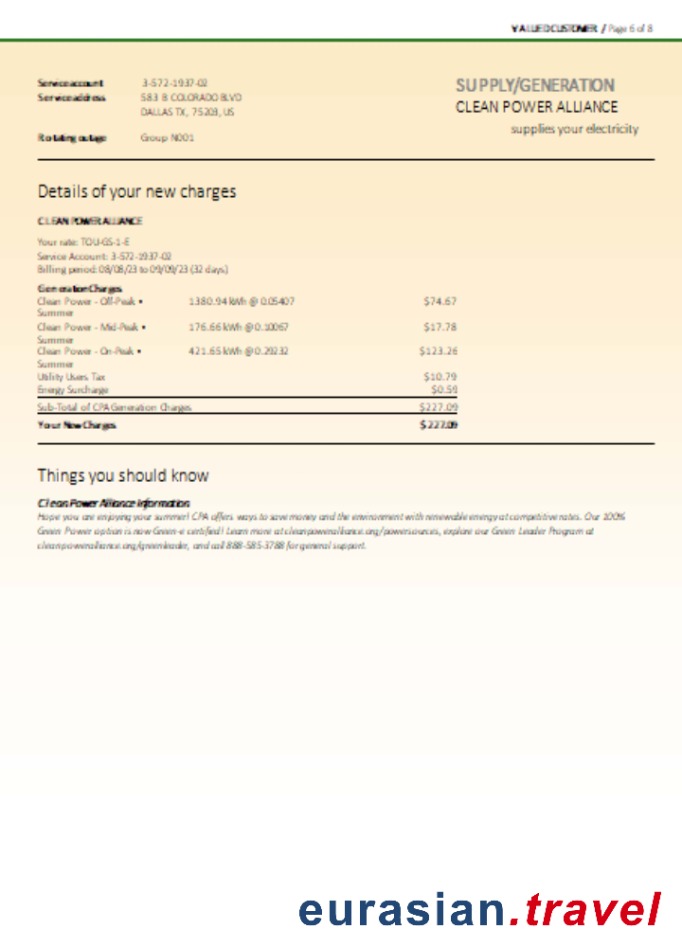 VALUED CUSTOMER / Page 6 of 8
Service account 3-572-1937-02
Service address 583 B COLORADO BLVD
DALLAS TX, 75203, US
Rotating outage Group N001
SUPPLY/GENERATION
CLEAN POWER ALLIANCE
supplies your electricity
Details of your new charges
CLEAN POWER ALLIANCE
Your rate: TOU-GS-1-E
Service Account: 3-572-1937-02
Billing period: 08/08/23 to 09/09/23 (32 days)
Generation Charges
Clean Power - Off-Peak • 1380.94 kWh @ 0.05407 $74.67
Summer
Clean Power - Mid-Peak • 176.66 kWh @ 0.10067 $17.78
Summer
Clean Power - On-Peak • 421.65 kWh @ 0.29232 $123.26
Summer
Utility Users Tax $10.79
Energy Surcharge $0.59
Sub-Total of CPA Generation Charges $227.09
Your New Charges $227.09
Things you should know
Clean Power Alliance Information
Hope you are enjoying your summer! CPA offers ways to save money and the environment with renewable energy at competitive rates. Our 100%
Green Power option is now Green-e certified! Learn more at cleanpoweralliance.org/powersources, explore our Green Leader Program at
cleanpoweralliance.org/greenleader, and call 888-585-3788 for general support.
eurasian.travel